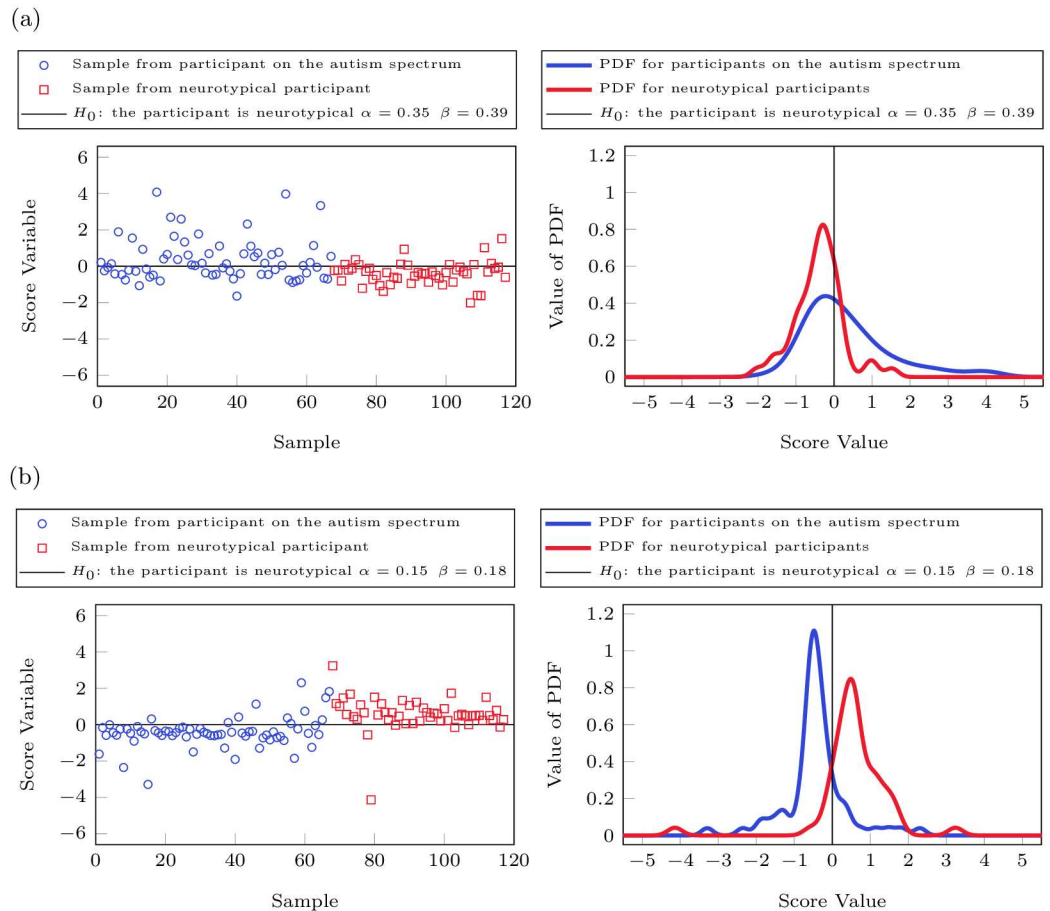 (a)
Sample from participant on the autism spectrum
Sample from neurotypical participant
H₀: the participant is neurotypical α = 0.35 β = 0.39
PDF for participants on the autism spectrum
PDF for neurotypical participants
H₀: the participant is neurotypical α = 0.35 β = 0.39
6
4
2
0
−2
−4
−6
Score Variable
0 20 40 60 80 100 120
Sample
1.2
1
0.8
0.6
0.4
0.2
0
Value of PDF
−5 −4 −3 −2 −1 0 1 2 3 4 5
Score Value
(b)
Sample from participant on the autism spectrum
Sample from neurotypical participant
H₀: the participant is neurotypical α = 0.15 β = 0.18
PDF for participants on the autism spectrum
PDF for neurotypical participants
H₀: the participant is neurotypical α = 0.15 β = 0.18
6
4
2
0
−2
−4
−6
Score Variable
0 20 40 60 80 100 120
Sample
1.2
1
0.8
0.6
0.4
0.2
0
Value of PDF
−5 −4 −3 −2 −1 0 1 2 3 4 5
Score Value